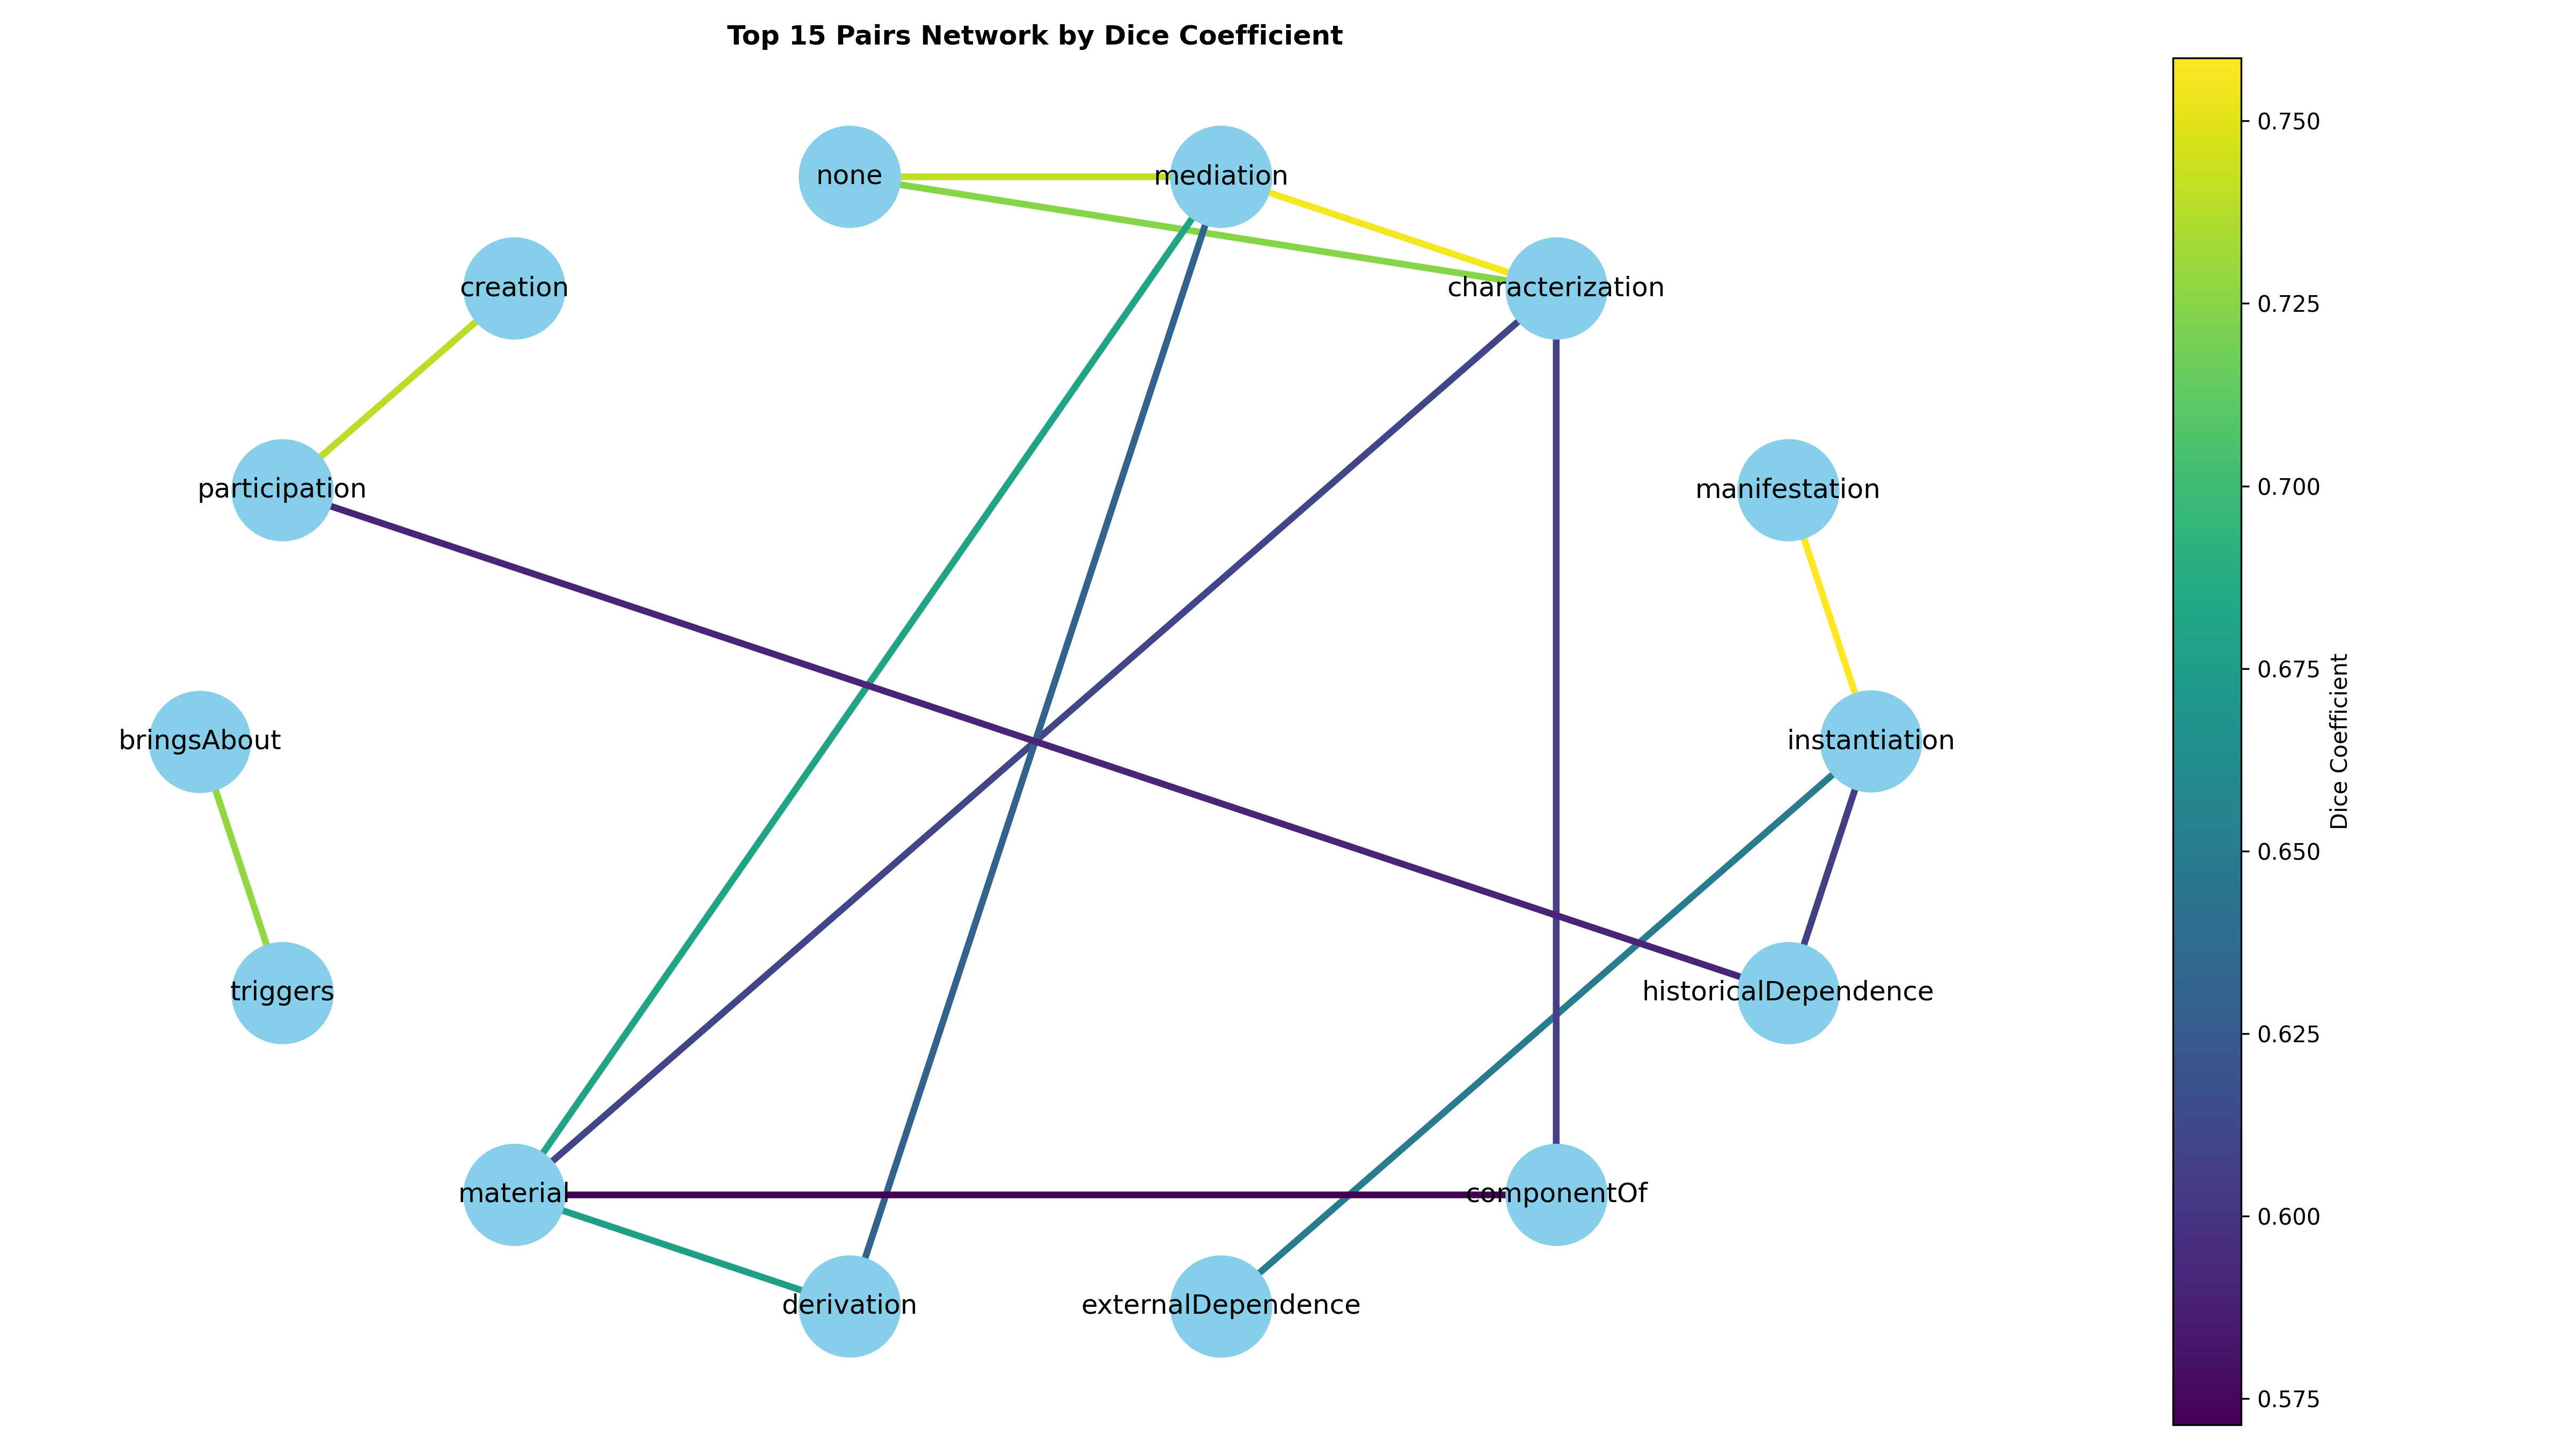 Top 15 Pairs Network by Dice Coefficient
none
mediation
creation
characterization
participation
manifestation
bringsAbout
instantiation
triggers
historicalDependence
material
componentOf
derivation
externalDependence
0.750
0.725
0.700
0.675
0.650
0.625
0.600
0.575
Dice Coefficient